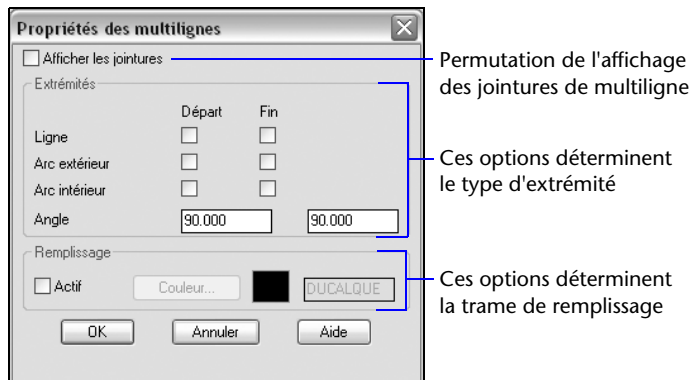 Propriétés des multilignes
Afficher les jointures
Permutation de l'affichage
des jointures de multiligne
Extrémités
Départ Fin
Ligne
Arc extérieur
Arc intérieur
Angle 90.000 90.000
Ces options déterminent
le type d'extrémité
Remplissage
Actif Couleur... DUCALQUE
Ces options déterminent
la trame de remplissage
OK Annuler Aide